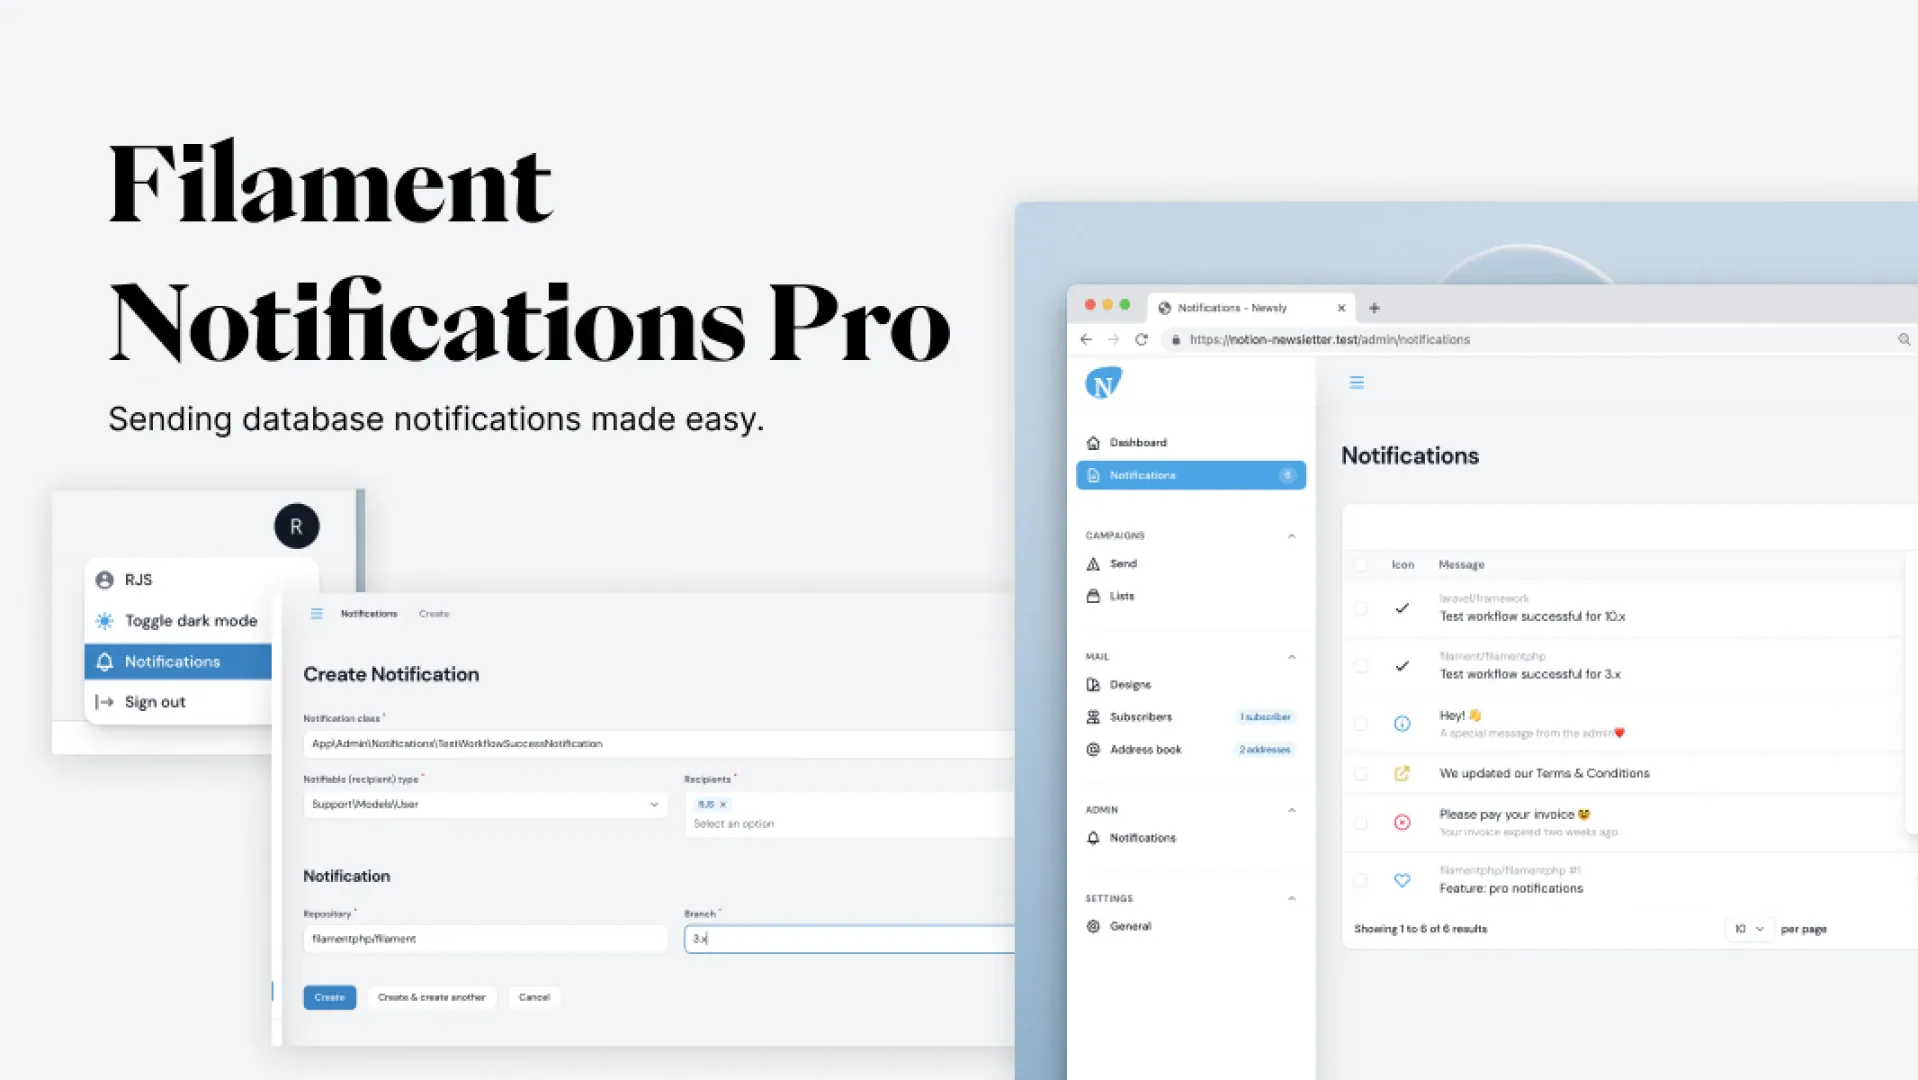 Filament
Notifications Pro
Sending database notifications made easy.
R
RJS
Toggle dark mode
Notifications
Sign out
Notifications Create
Create Notification
Notification class *
App\Admin\Notifications\TestWorkflowSuccessNotification
Notifiable (recipient) type *
Support\Models\User
Recipients *
RJS ×
Select an option
Notification
Repository *
filamentphp/filament
Branch *
3.x
Create
Create & create another
Cancel
Notifications - Newsly
https://notion-newsletter.test/admin/notifications
N
Dashboard
Notifications 6
CAMPAIGNS
Send
Lists
MAIL
Designs
Subscribers 1 subscriber
Address book 2 addresses
ADMIN
Notifications
SETTINGS
General
Notifications
Icon Message
laravel/framework
Test workflow successful for 10.x
filament/filamentphp
Test workflow successful for 3.x
Hey! 👋
A special message from the admin❤️
We updated our Terms & Conditions
Please pay your invoice 🤓
Your invoice expired two weeks ago.
filamentphp/filamentphp #1
Feature: pro notifications
Showing 1 to 6 of 6 results
10 per page